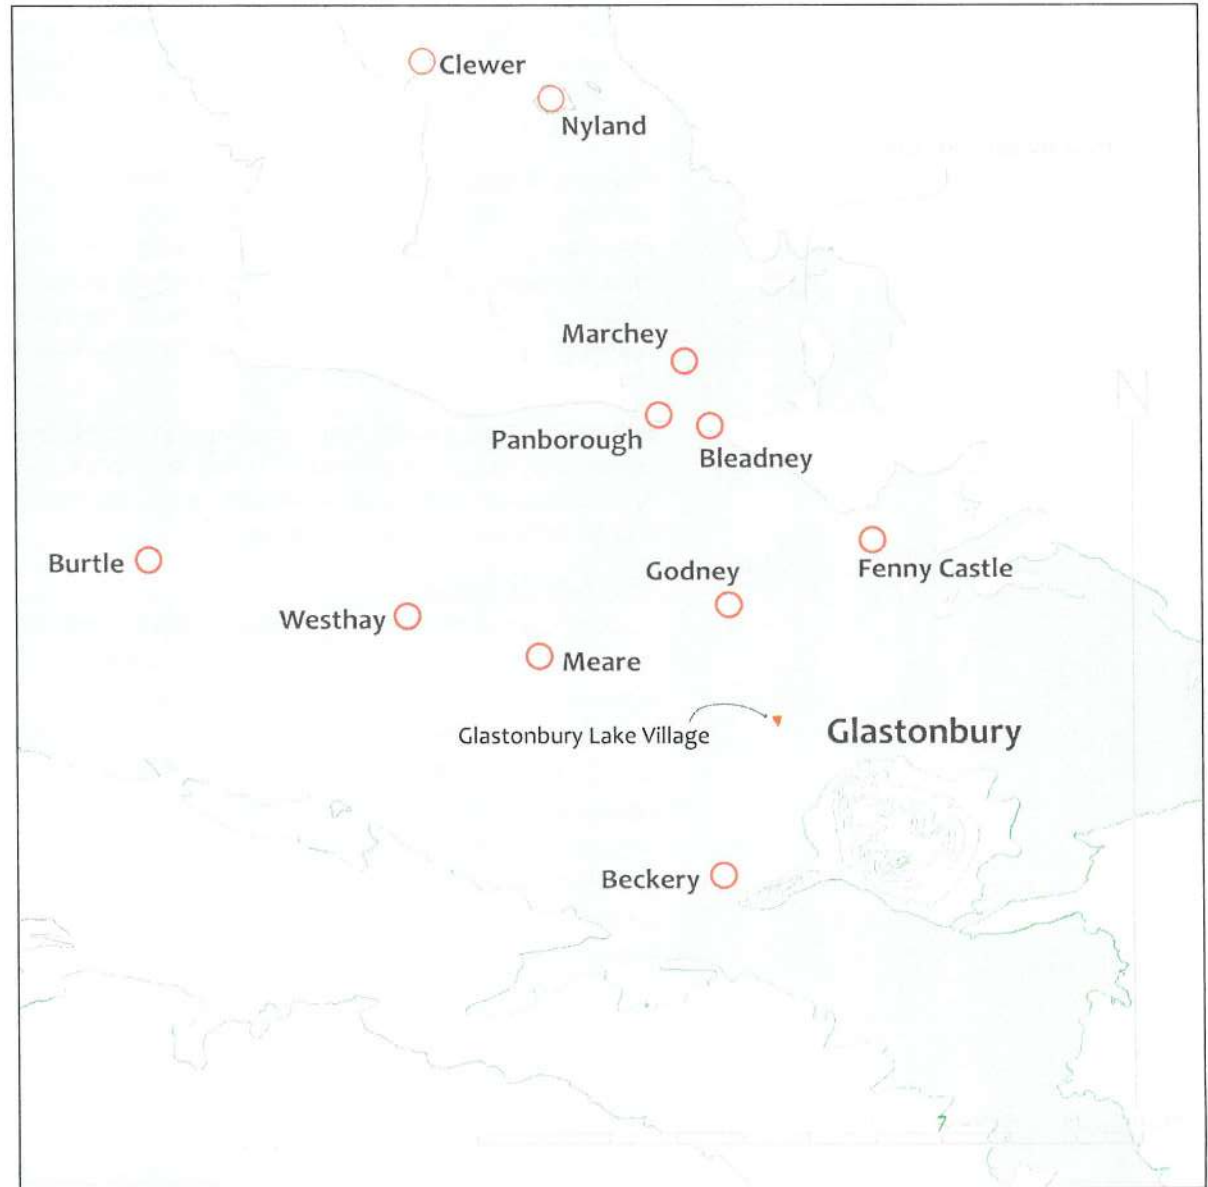 Clewer
Nyland
Marchey
Panborough
Bleadney
Burtle
Godney
Fenny Castle
Westhay
Meare
Glastonbury Lake Village
Glastonbury
Beckery
N
?